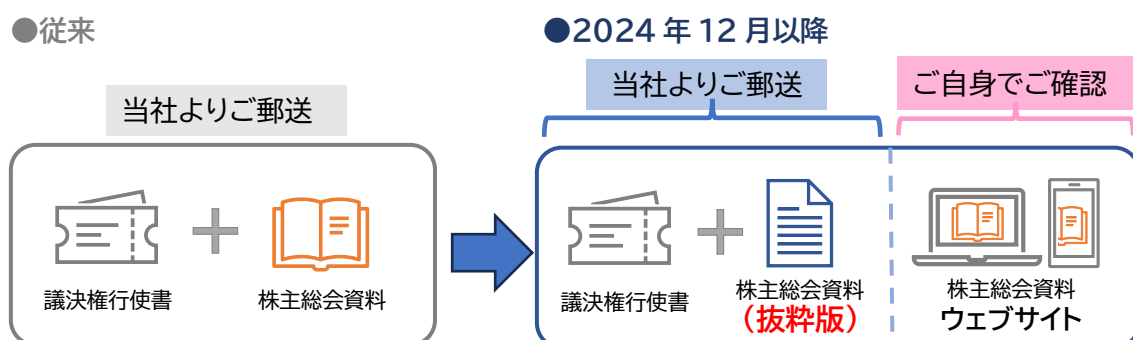 ●従来
当社よりご郵送
議決権行使書
株主総会資料
●2024 年 12 月以降
当社よりご郵送
ご自身でご確認
議決権行使書
株主総会資料
(抜粋版)
株主総会資料
ウェブサイト